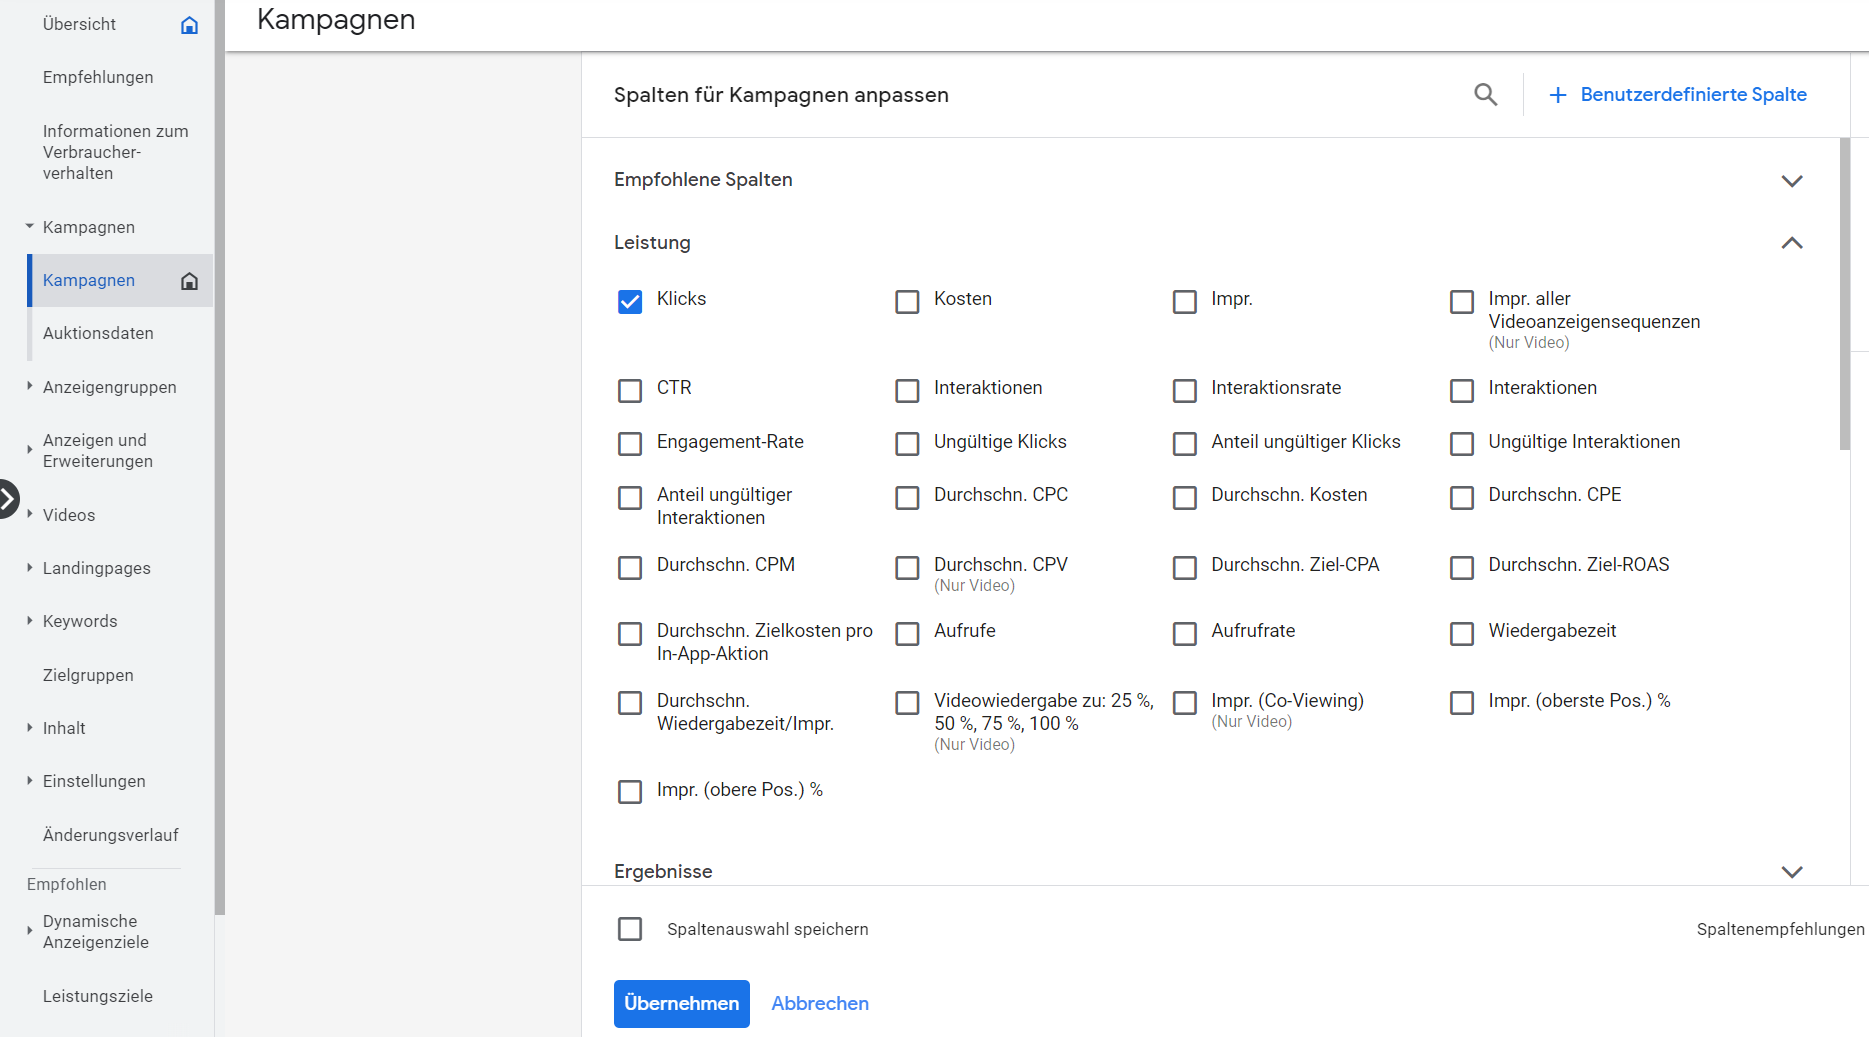 Übersicht
Empfehlungen
Informationen zum
Verbraucher-
verhalten
Kampagnen
Kampagnen
Auktionsdaten
Anzeigengruppen
Anzeigen und
Erweiterungen
Videos
Landingpages
Keywords
Zielgruppen
Inhalt
Einstellungen
Änderungsverlauf
Empfohlen
Dynamische
Anzeigenziele
Leistungsziele
Kampagnen
Spalten für Kampagnen anpassen
Benutzerdefinierte Spalte
Empfohlene Spalten
Leistung
Klicks
Kosten
Impr.
Impr. aller
Videoanzeigensequenzen
(Nur Video)
CTR
Interaktionen
Interaktionsrate
Interaktionen
Engagement-Rate
Ungültige Klicks
Anteil ungültiger Klicks
Ungültige Interaktionen
Anteil ungültiger
Interaktionen
Durchschn. CPC
Durchschn. Kosten
Durchschn. CPE
Durchschn. CPM
Durchschn. CPV
(Nur Video)
Durchschn. Ziel-CPA
Durchschn. Ziel-ROAS
Durchschn. Zielkosten pro
In-App-Aktion
Aufrufe
Aufrufrate
Wiedergabezeit
Durchschn.
Wiedergabezeit/Impr.
Videowiedergabe zu: 25 %,
50 %, 75 %, 100 %
(Nur Video)
Impr. (Co-Viewing)
(Nur Video)
Impr. (oberste Pos.) %
Impr. (obere Pos.) %
Ergebnisse
Spaltenauswahl speichern
Spaltenempfehlungen
Übernehmen
Abbrechen